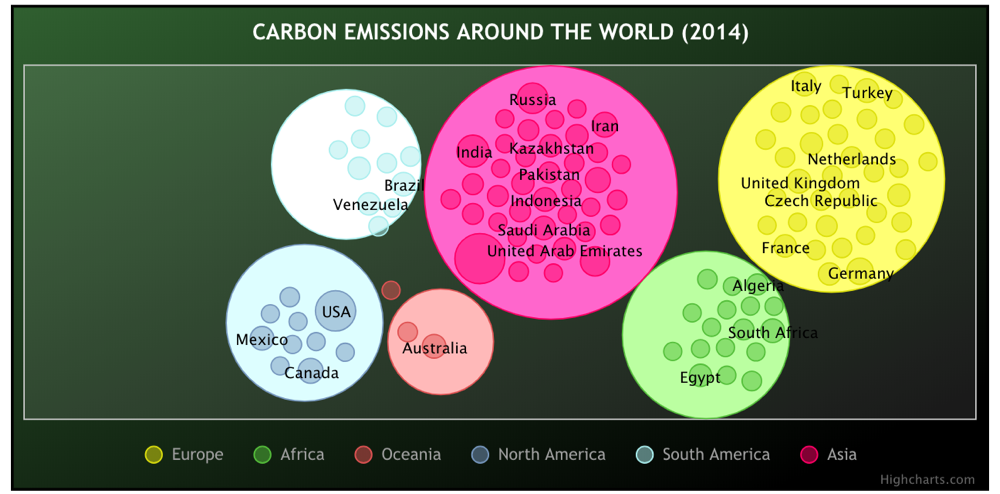 CARBON EMISSIONS AROUND THE WORLD (2014)
Italy
Turkey
Russia
Iran
India
Kazakhstan
Netherlands
Pakistan
Brazil
United Kingdom
Venezuela
Indonesia
Czech Republic
Saudi Arabia
United Arab Emirates
France
Germany
Algeria
USA
South Africa
Mexico
Australia
Canada
Egypt
Europe Africa Oceania North America South America Asia
Highcharts.com